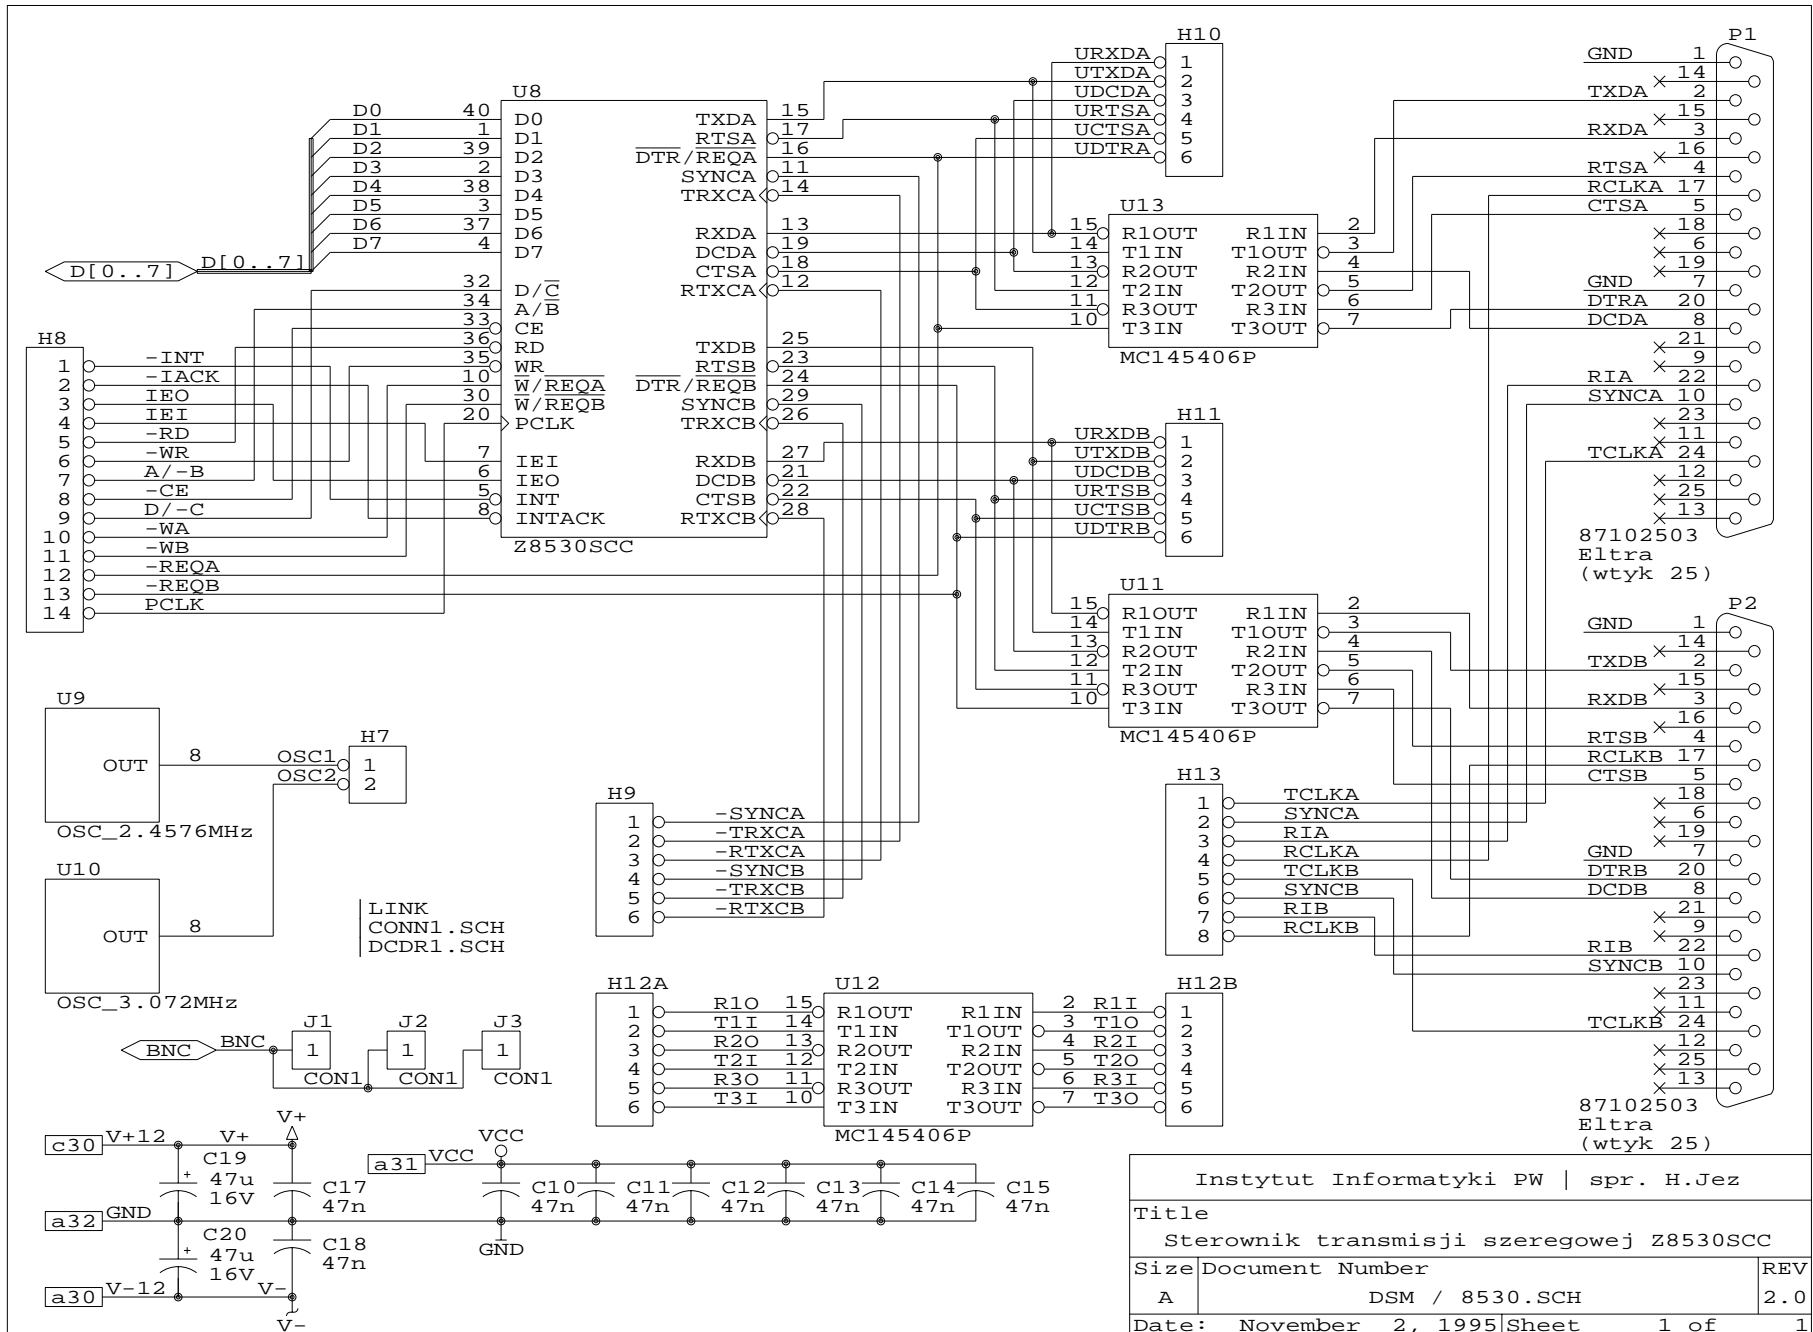 H10
URXDA 1
UTXDA 2
UDCDA 3
URTSA 4
UCTSA 5
UDTRA 6
P1
GND 1
14
TXDA 2
15
RXDA 3
16
RTSA 4
RCLKA 17
CTSA 5
18
6
19
GND 7
DTRA 20
DCDA 8
21
9
RIA 22
SYNCA 10
23
11
TCLKA 24
12
25
13
87102503
Eltra
(wtyk 25)
U8
D0 40 D0 TXDA 15
D1 1 D1 RTSA 17
D2 39 D2 DTR/REQA 16
D3 2 D3 SYNCA 11
D4 38 D4 TRXCA 14
D5 3 D5
D6 37 D6 RXDA 13
D7 4 D7 DCDA 19
D[0..7] D[0..7]
CTSA 18
32 D/C RTXCA 12
34 A/B
33 CE
36 RD TXDB 25
35 WR RTSB 23
10 W/REQA DTR/REQB 24
30 W/REQB SYNCB 29
20 PCLK TRXCB 26
7 IEI RXDB 27
6 IEO DCDB 21
5 INT CTSB 22
8 INTACK RTXCB 28
Z8530SCC
H8
1 -INT
2 -IACK
3 IEO
4 IEI
5 -RD
6 -WR
7 A/-B
8 -CE
9 D/-C
10 -WA
11 -WB
12 -REQA
13 -REQB
14 PCLK
U13
15 R1OUT R1IN 2
14 T1IN T1OUT 3
13 R2OUT R2IN 4
12 T2IN T2OUT 5
11 R3OUT R3IN 6
10 T3IN T3OUT 7
MC145406P
H11
URXDB 1
UTXDB 2
UDCDB 3
URTSB 4
UCTSB 5
UDTRB 6
U11
15 R1OUT R1IN 2
14 T1IN T1OUT 3
13 R2OUT R2IN 4
12 T2IN T2OUT 5
11 R3OUT R3IN 6
10 T3IN T3OUT 7
MC145406P
P2
GND 1
14
TXDB 2
15
RXDB 3
16
RTSB 4
RCLKB 17
CTSB 5
18
6
19
GND 7
DTRB 20
DCDB 8
21
9
RIB 22
SYNCB 10
23
11
TCLKB 24
12
25
13
87102503
Eltra
(wtyk 25)
U9
OUT 8
OSC_2.4576MHz
H7
OSC1 1
OSC2 2
U10
OUT 8
OSC_3.072MHz
LINK
CONN1.SCH
DCDR1.SCH
H9
1 -SYNCA
2 -TRXCA
3 -RTXCA
4 -SYNCB
5 -TRXCB
6 -RTXCB
H13
1 TCLKA
2 SYNCA
3 RIA
4 RCLKA
5 TCLKB
6 SYNCB
7 RIB
8 RCLKB
H12A U12 H12B
1 R1O 15 R1OUT R1IN 2 R1I 1
2 T1I 14 T1IN T1OUT 3 T1O 2
3 R2O 13 R2OUT R2IN 4 R2I 3
4 T2I 12 T2IN T2OUT 5 T2O 4
5 R3O 11 R3OUT R3IN 6 R3I 5
6 T3I 10 T3IN T3OUT 7 T3O 6
MC145406P
J1 J2 J3
BNC BNC 1 1 1
CON1 CON1 CON1
V+
c30 V+12 V+
C19
47u
16V
C17
47n
a32 GND
C20
47u
16V
C18
47n
a30 V-12 V-
V-
VCC
a31 VCC
C10 C11 C12 C13 C14 C15
47n 47n 47n 47n 47n 47n
GND
Instytut Informatyki PW | spr. H.Jez
Title
Sterownik transmisji szeregowej Z8530SCC
Size Document Number REV
A DSM / 8530.SCH 2.0
Date: November 2, 1995 Sheet 1 of 1